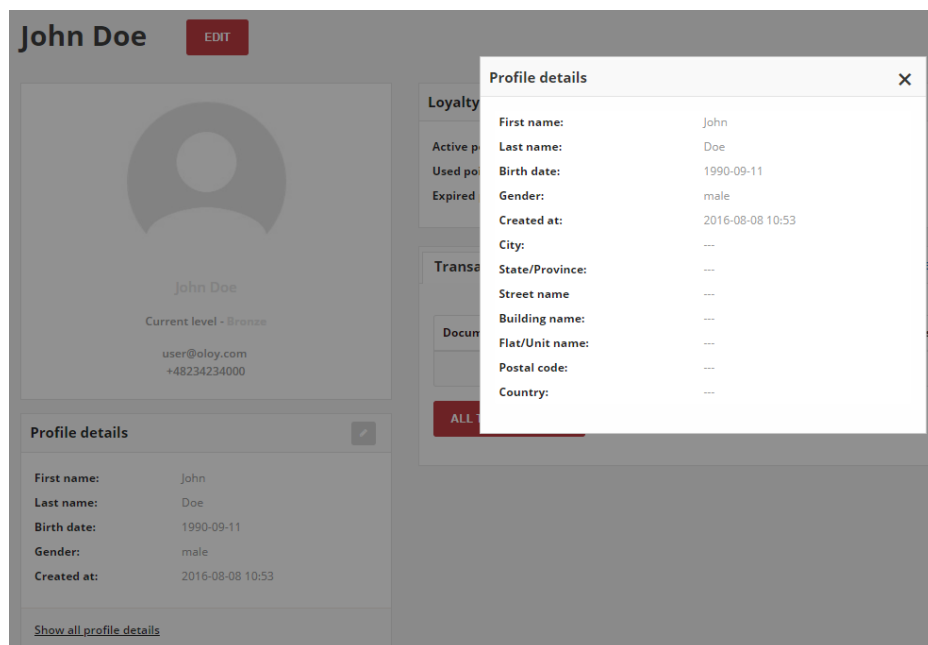 John Doe
EDIT
John Doe
Current level - Bronze
user@oloy.com
+48234234000
Profile details
First name: John
Last name: Doe
Birth date: 1990-09-11
Gender: male
Created at: 2016-08-08 10:53
Show all profile details
Loyalty
Active
Used
Expired
ALL
Profile details
First name: John
Last name: Doe
Birth date: 1990-09-11
Gender: male
Created at: 2016-08-08 10:53
City: ---
State/Province: ---
Street name ---
Building name: ---
Flat/Unit name: ---
Postal code: ---
Country: ---